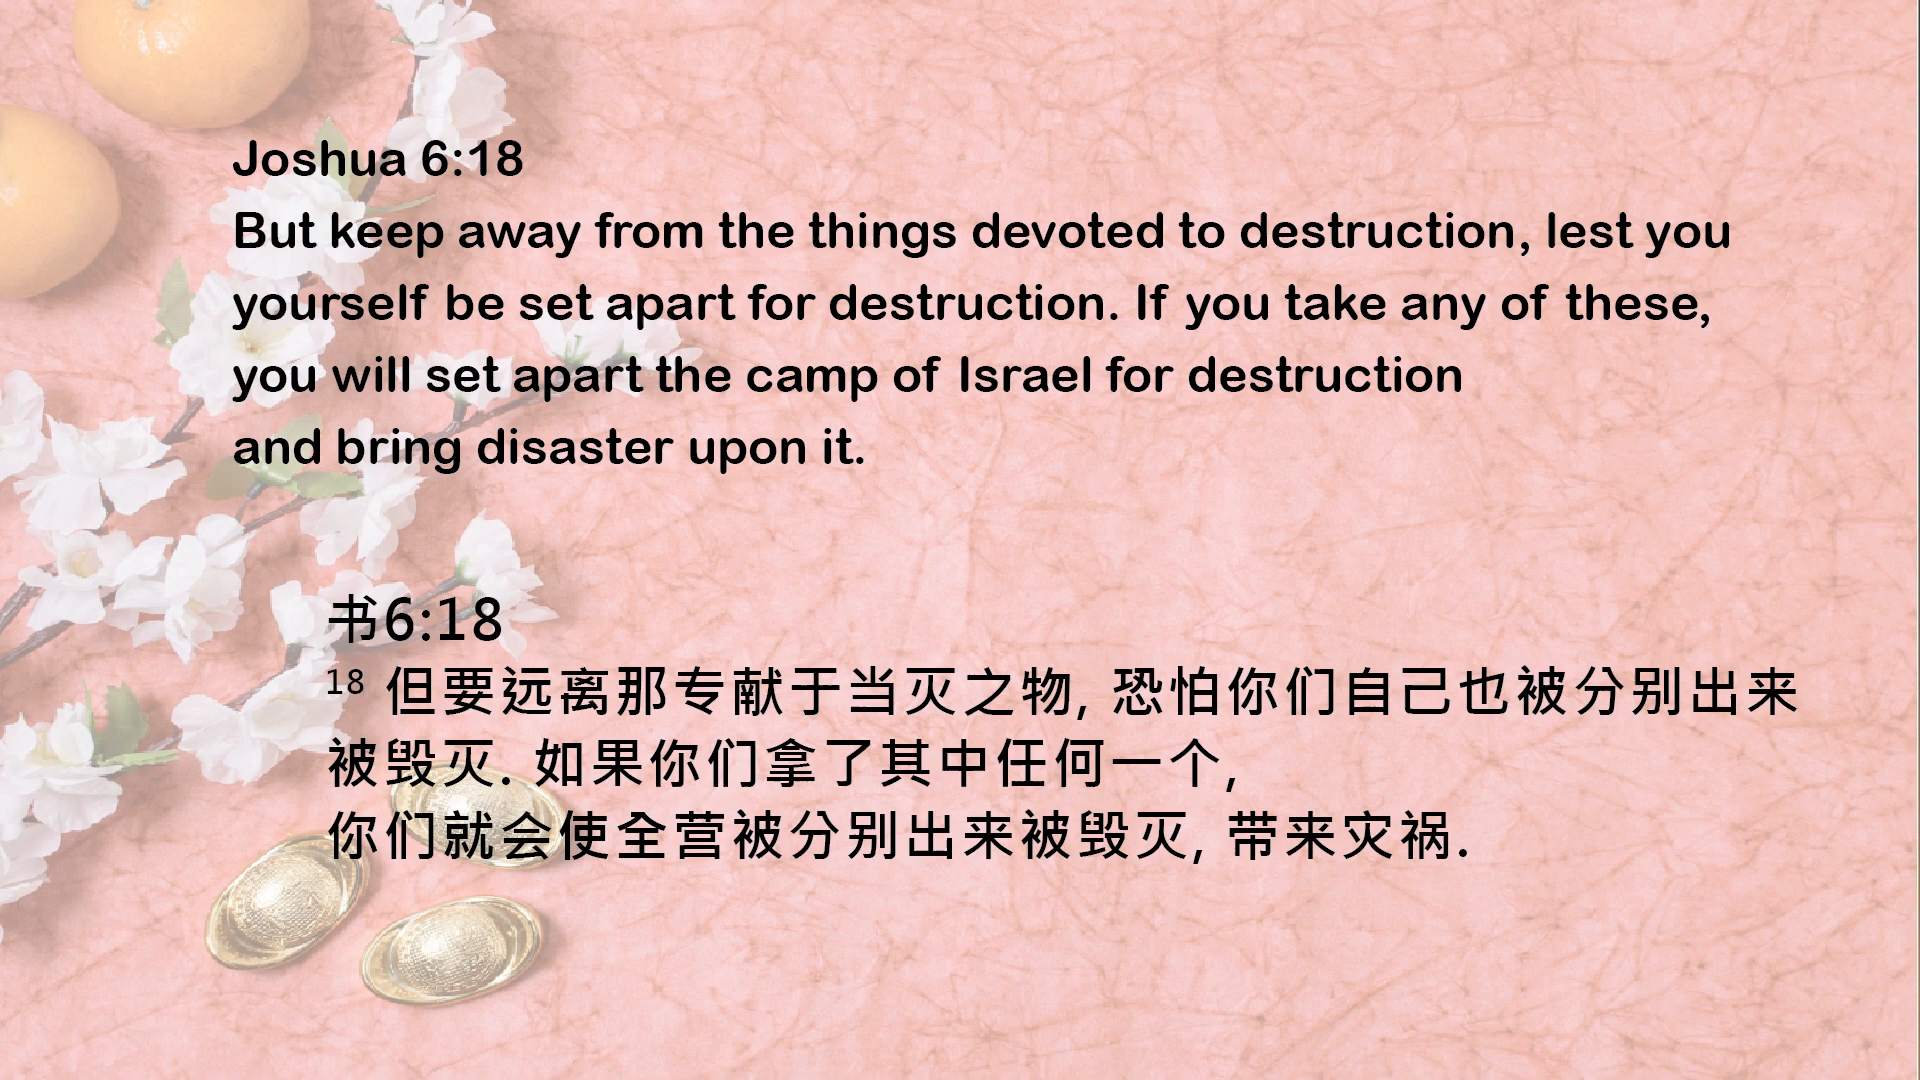 Joshua 6:18
But keep away from the things devoted to destruction, lest you
yourself be set apart for destruction. If you take any of these,
you will set apart the camp of Israel for destruction
and bring disaster upon it.
书6:18
18 但要远离那专献于当灭之物, 恐怕你们自己也被分别出来
被毁灭. 如果你们拿了其中任何一个,
你们就会使全营被分别出来被毁灭, 带来灾祸.